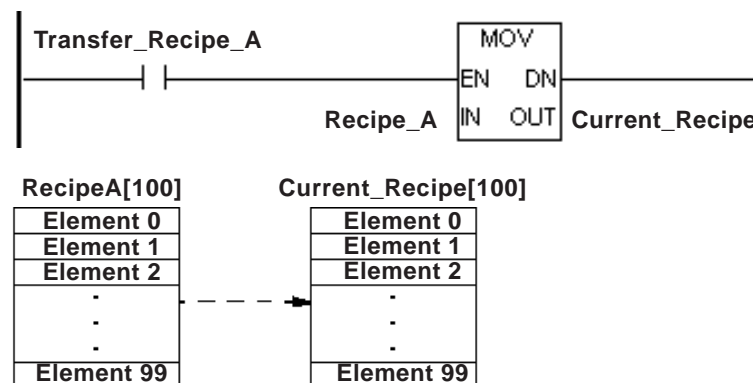 Transfer_Recipe_A
MOV
EN DN
Recipe_A IN OUT Current_Recipe
RecipeA[100] Current_Recipe[100]
Element 0 Element 0
Element 1 Element 1
Element 2 Element 2
Element 99 Element 99